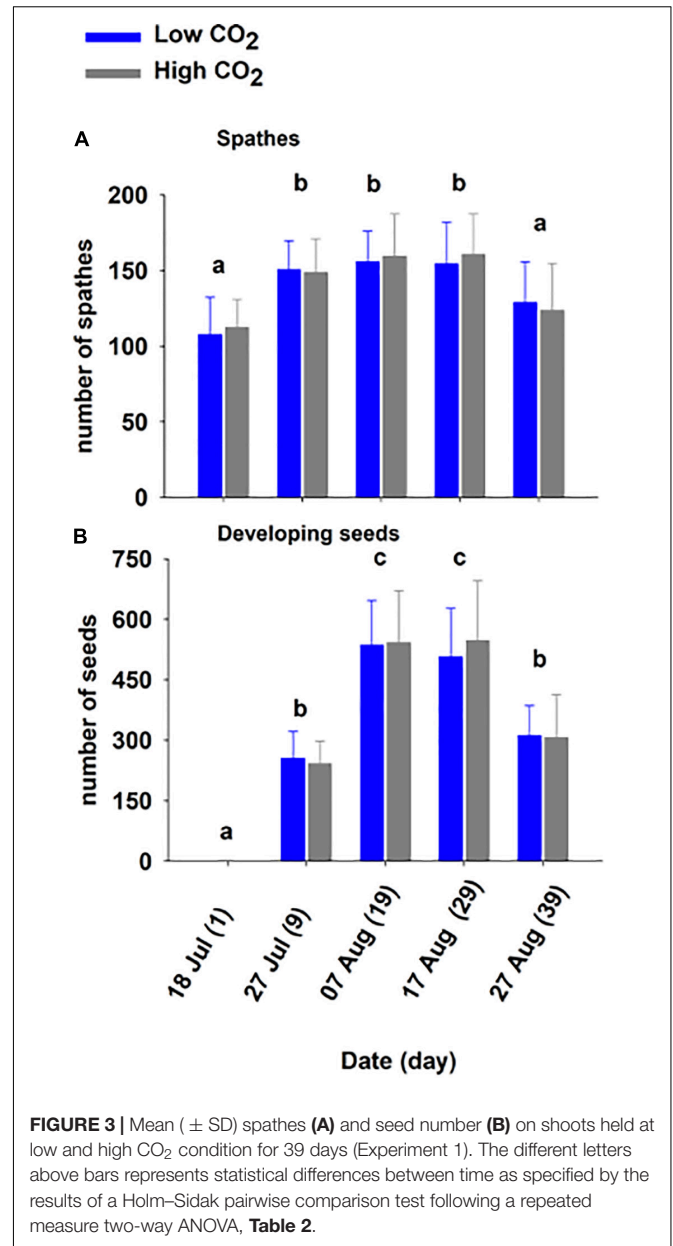 Low CO2
High CO2
A Spathes
200
150
100
50
0
number of spathes
a b b b a
B Developing seeds
750
600
450
300
150
0
number of seeds
a b c c b
18 Jul (1)
27 Jul (9)
07 Aug (19)
17 Aug (29)
27 Aug (39)
Date (day)
FIGURE 3 | Mean ( ± SD) spathes (A) and seed number (B) on shoots held at
low and high CO2 condition for 39 days (Experiment 1). The different letters
above bars represents statistical differences between time as specified by the
results of a Holm–Sidak pairwise comparison test following a repeated
measure two-way ANOVA, Table 2.